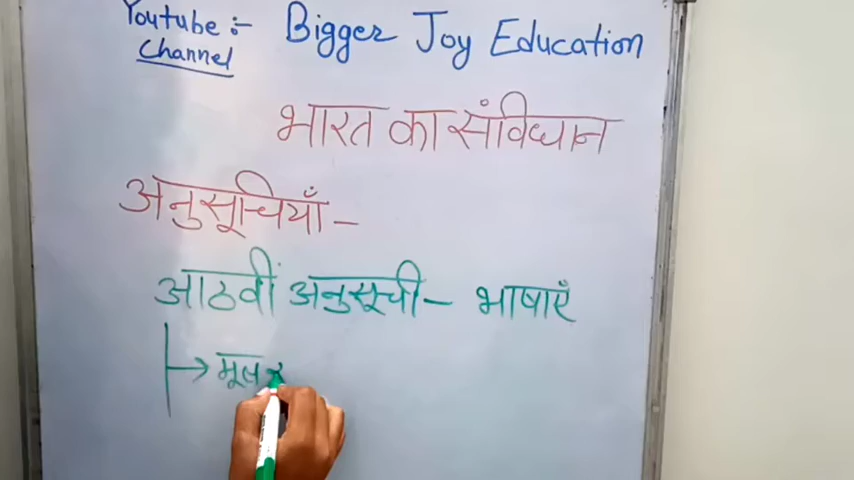 Youtube :- Bigger Joy Education
Channel
भारत का संविधान
अनुसूचियाँ -
आठवीं अनुसूची - भाषाएँ
→ मूल